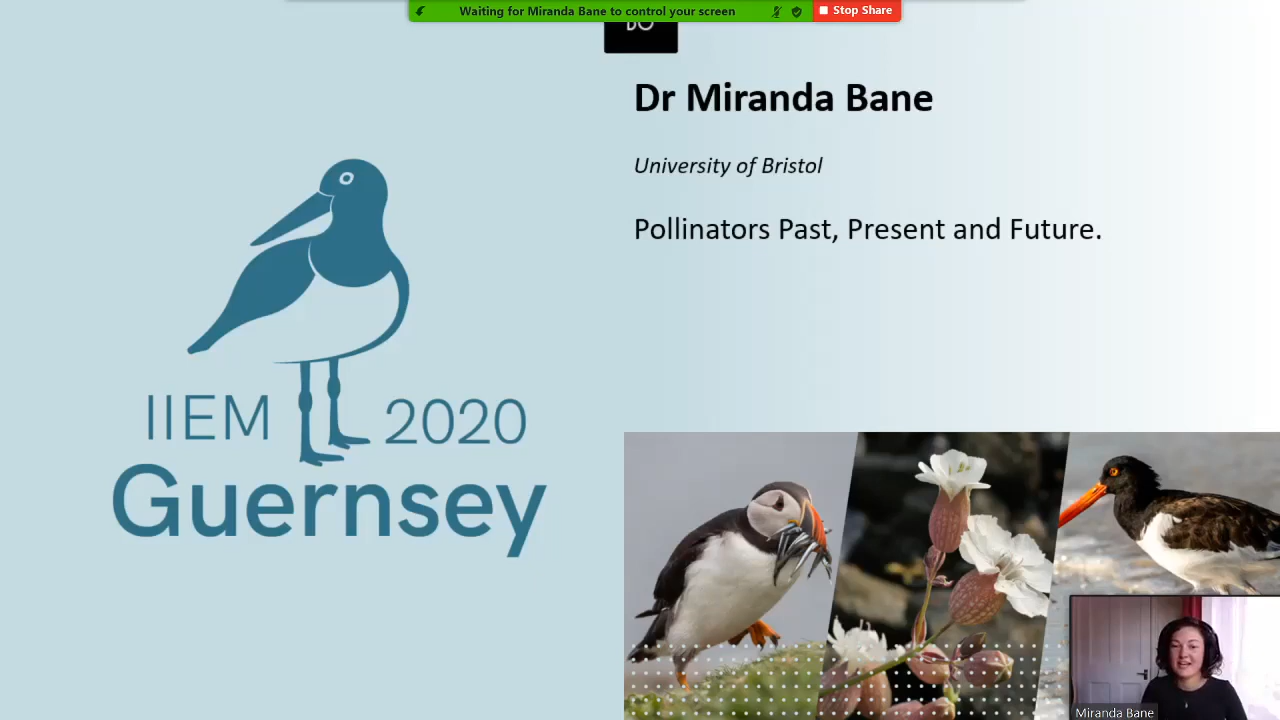 Waiting for Miranda Bane to control your screen
Stop Share
Dr Miranda Bane
University of Bristol
Pollinators Past, Present and Future.
IIEM 2020
Guernsey
Miranda Bane